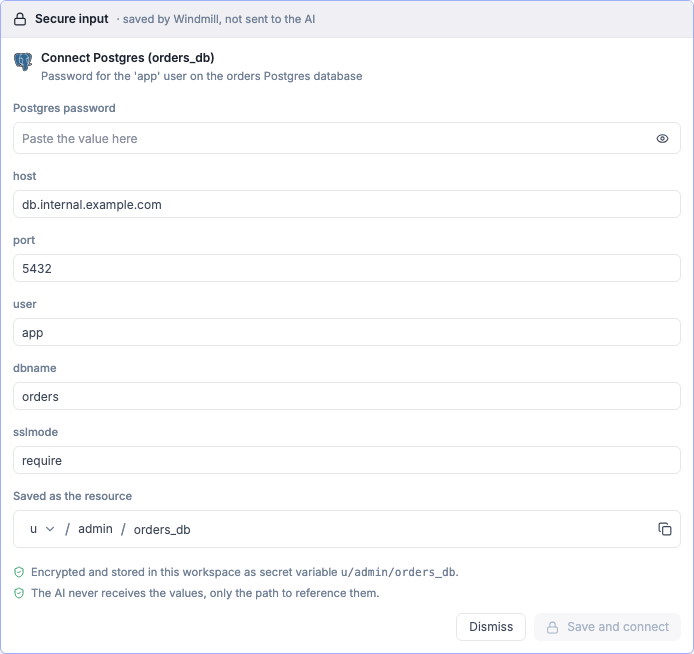 Secure input · saved by Windmill, not sent to the AI
Connect Postgres (orders_db)
Password for the 'app' user on the orders Postgres database
Postgres password
Paste the value here
host
db.internal.example.com
port
5432
user
app
dbname
orders
sslmode
require
Saved as the resource
u / admin / orders_db
Encrypted and stored in this workspace as secret variable u/admin/orders_db.
The AI never receives the values, only the path to reference them.
Dismiss Save and connect